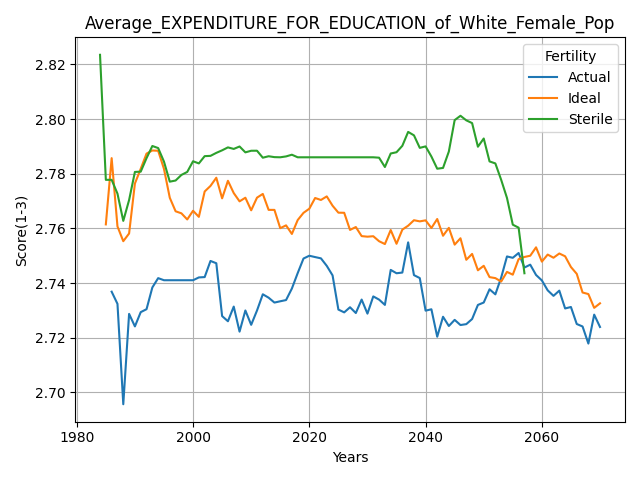 Average_EXPENDITURE_FOR_EDUCATION_of_White_Female_Pop
Score(1-3)
2.82
2.80
2.78
2.76
2.74
2.72
2.70
Fertility
Actual
Ideal
Sterile
1980 2000 2020 2040 2060
Years